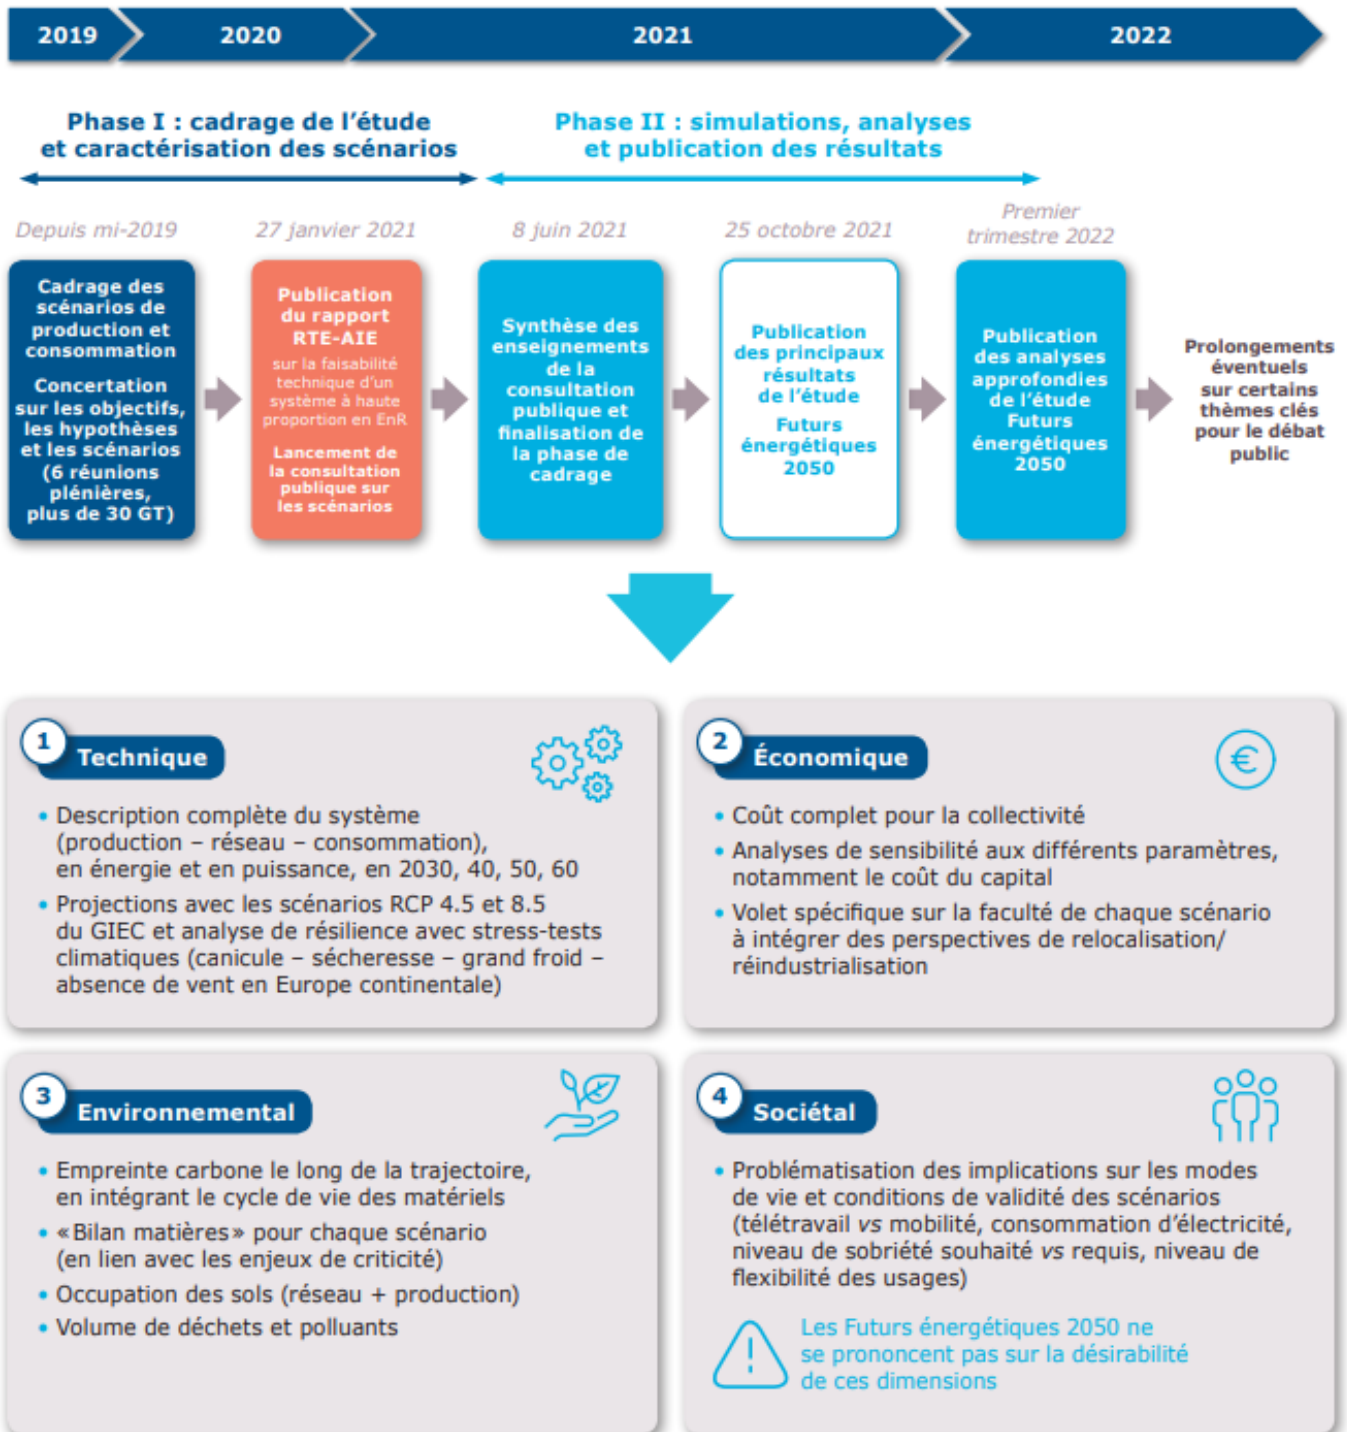 2019
2020
2021
2022
Phase I : cadrage de l’étude
et caractérisation des scénarios
Phase II : simulations, analyses
et publication des résultats
Depuis mi-2019
27 janvier 2021
8 juin 2021
25 octobre 2021
Premier
trimestre 2022
Cadrage des
scénarios de
production et
consommation
Concertation
sur les objectifs,
les hypothèses
et les scénarios
(6 réunions
plénières,
plus de 30 GT)
Publication
du rapport
RTE-AIE
sur la faisabilité
technique d’un
système à haute
proportion en EnR
Lancement de
la consultation
publique sur
les scénarios
Synthèse des
enseignements
de la
consultation
publique et
finalisation de
la phase de
cadrage
Publication
des principaux
résultats
de l’étude
Futurs
énergétiques
2050
Publication
des analyses
approfondies
de l’étude
Futurs
énergétiques
2050
Prolongements
éventuels
sur certains
thèmes clés
pour le débat
public
1
Technique
• Description complète du système
(production – réseau – consommation),
en énergie et en puissance, en 2030, 40, 50, 60
• Projections avec les scénarios RCP 4.5 et 8.5
du GIEC et analyse de résilience avec stress-tests
climatiques (canicule – sécheresse – grand froid –
absence de vent en Europe continentale)
2
Économique
€
• Coût complet pour la collectivité
• Analyses de sensibilité aux différents paramètres,
notamment le coût du capital
• Volet spécifique sur la faculté de chaque scénario
à intégrer des perspectives de relocalisation/
réindustrialisation
3
Environnemental
• Empreinte carbone le long de la trajectoire,
en intégrant le cycle de vie des matériels
• «Bilan matières» pour chaque scénario
(en lien avec les enjeux de criticité)
• Occupation des sols (réseau + production)
• Volume de déchets et polluants
4
Sociétal
• Problématisation des implications sur les modes
de vie et conditions de validité des scénarios
(télétravail vs mobilité, consommation d’électricité,
niveau de sobriété souhaité vs requis, niveau de
flexibilité des usages)
!
Les Futurs énergétiques 2050 ne
se prononcent pas sur la désirabilité
de ces dimensions